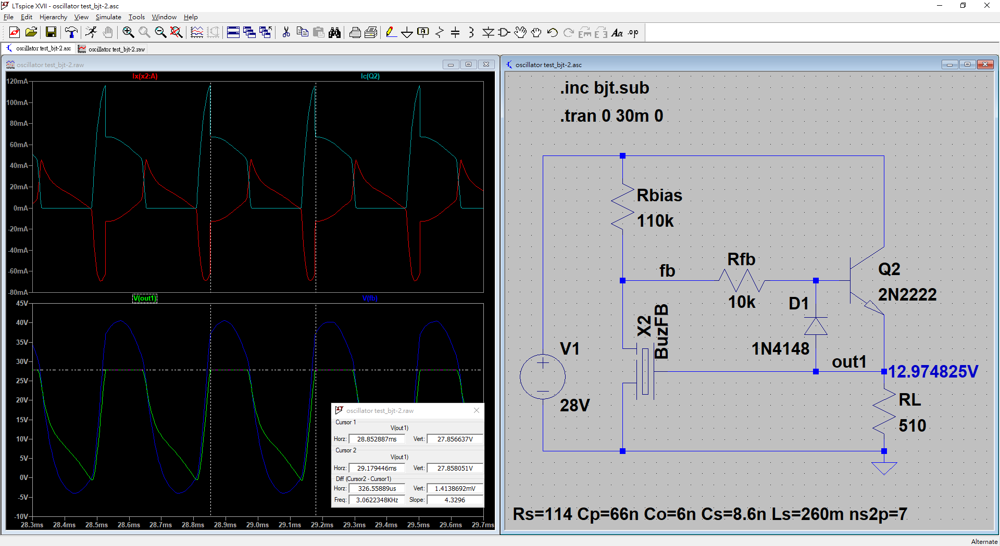 LTspice XVII - oscillator test_bjt-2.asc
File Edit Hierarchy View Simulate Tools Window Help
oscillator test_bjt-2.asc oscillator test_bjt-2.raw
oscillator test_bjt-2.raw
Ix(x2:A) Ic(Q2)
120mA
100mA
80mA
60mA
40mA
20mA
0mA
-20mA
-40mA
-60mA
-80mA
V(out1) V(fb)
45V
40V
35V
30V
25V
20V
15V
10V
5V
0V
-5V
-10V
28.3ms 28.4ms 28.5ms 28.6ms 28.7ms 28.8ms 28.9ms 29.0ms 29.1ms 29.2ms 29.3ms 29.4ms 29.5ms 29.6ms 29.7ms
oscillator test_bjt-2.raw
Cursor 1
V(out1)
Horz: 28.852887ms Vert: 27.856637V
Cursor 2
V(out1)
Horz: 29.179446ms Vert: 27.858051V
Diff (Cursor2 - Cursor1)
Horz: 326.55889us Vert: 1.4138692mV
Freq: 3.0622348KHz Slope: 4.3296
oscillator test_bjt-2.asc
.inc bjt.sub
.tran 0 30m 0
Rbias
110k
fb
Rfb
10k
Q2
2N2222
D1
1N4148
X2
BuzFB
V1
28V
out1
12.974825V
RL
510
Rs=114 Cp=66n Co=6n Cs=8.6n Ls=260m ns2p=7
Alternate